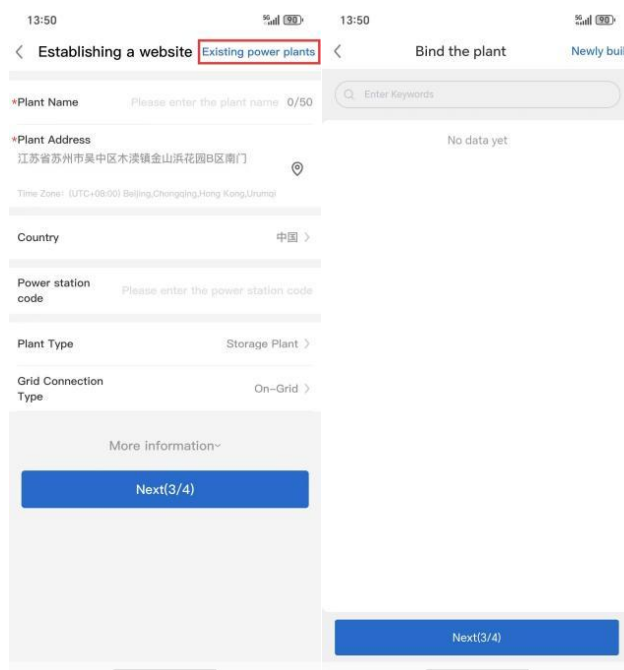 13:50
5G 90
Establishing a website Existing power plants
*Plant Name Please enter the plant name 0/50
*Plant Address
江苏省苏州市吴中区木渎镇金山浜花园B区南门
Time Zone: (UTC+08:00) Beijing,Chongqing,Hong Kong,Urumqi
Country 中国
Power station
code
Please enter the power station code
Plant Type Storage Plant
Grid Connection
Type
On-Grid
More information
Next(3/4)
13:50
5G 90
Bind the plant Newly buil
Enter Keywords
No data yet
Next(3/4)